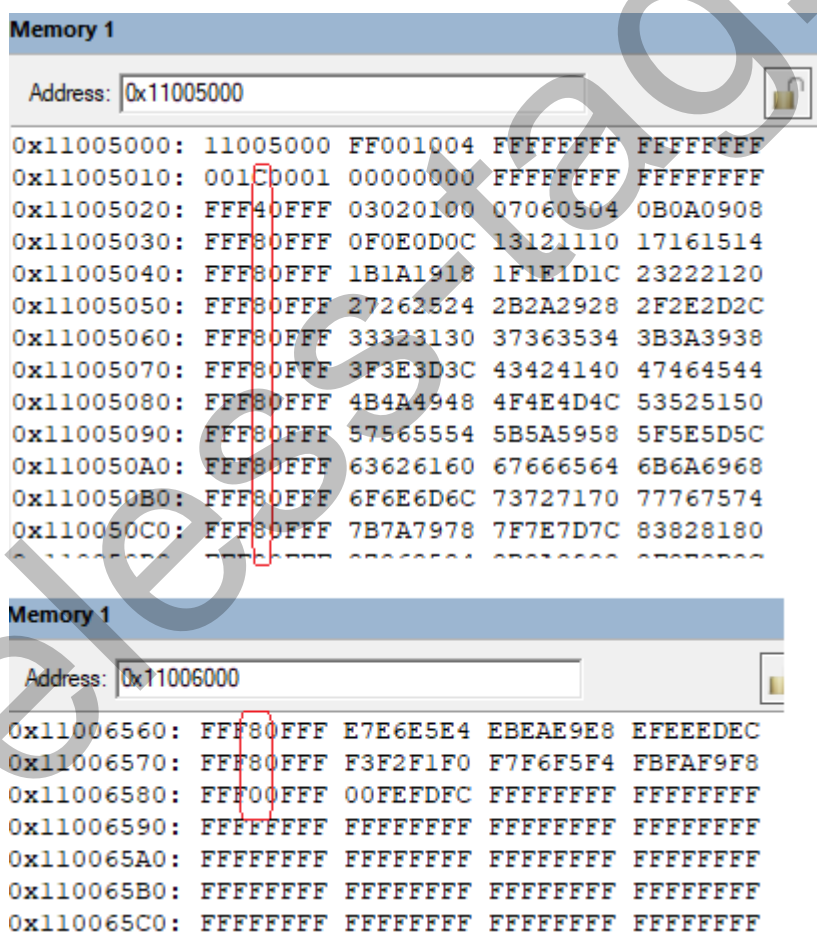 Memory 1
Address: 0x11005000
0x11005000: 11005000 FF001004 FFFFFFFF FFFFFFFF
0x11005010: 001C0001 00000000 FFFFFFFF FFFFFFFF
0x11005020: FFF40FFF 03020100 07060504 0B0A0908
0x11005030: FFF80FFF 0F0E0D0C 13121110 17161514
0x11005040: FFF80FFF 1B1A1918 1F1E1D1C 23222120
0x11005050: FFF80FFF 27262524 2B2A2928 2F2E2D2C
0x11005060: FFF80FFF 33323130 37363534 3B3A3938
0x11005070: FFF80FFF 3F3E3D3C 43424140 47464544
0x11005080: FFF80FFF 4B4A4948 4F4E4D4C 53525150
0x11005090: FFF80FFF 57565554 5B5A5958 5F5E5D5C
0x110050A0: FFF80FFF 63626160 67666564 6B6A6968
0x110050B0: FFF80FFF 6F6E6D6C 73727170 77767574
0x110050C0: FFF80FFF 7B7A7978 7F7E7D7C 83828180
Memory 1
Address: 0x11006000
0x11006560: FFF80FFF E7E6E5E4 EBEAE9E8 EFEEEDEC
0x11006570: FFF80FFF F3F2F1F0 F7F6F5F4 FBFAF9F8
0x11006580: FFF00FFF 00FEFDFC FFFFFFFF FFFFFFFF
0x11006590: FFFFFFFF FFFFFFFF FFFFFFFF FFFFFFFF
0x110065A0: FFFFFFFF FFFFFFFF FFFFFFFF FFFFFFFF
0x110065B0: FFFFFFFF FFFFFFFF FFFFFFFF FFFFFFFF
0x110065C0: FFFFFFFF FFFFFFFF FFFFFFFF FFFFFFFF
eless-tag